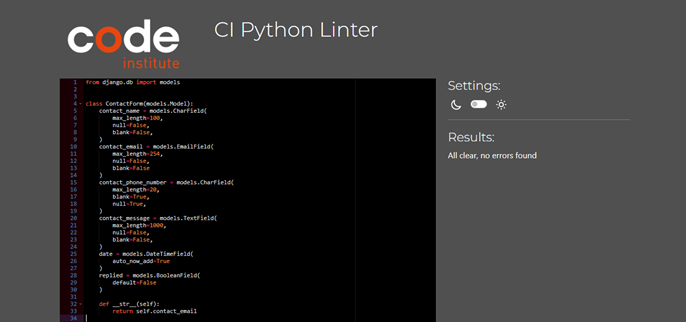 code
institute
CI Python Linter
1 from django.db import models
2
3
4 class ContactForm(models.Model):
5 contact_name = models.CharField(
6 max_length=100,
7 null=False,
8 blank=False,
9 )
10 contact_email = models.EmailField(
11 max_length=254,
12 null=False,
13 blank=False
14 )
15 contact_phone_number = models.CharField(
16 max_length=20,
17 blank=True,
18 null=True,
19 )
20 contact_message = models.TextField(
21 max_length=1000,
22 null=False,
23 blank=False,
24 )
25 date = models.DateTimeField(
26 auto_now_add=True
27 )
28 replied = models.BooleanField(
29 default=False
30 )
31
32 def __str__(self):
33 return self.contact_email
34
Settings:
Results:
All clear, no errors found